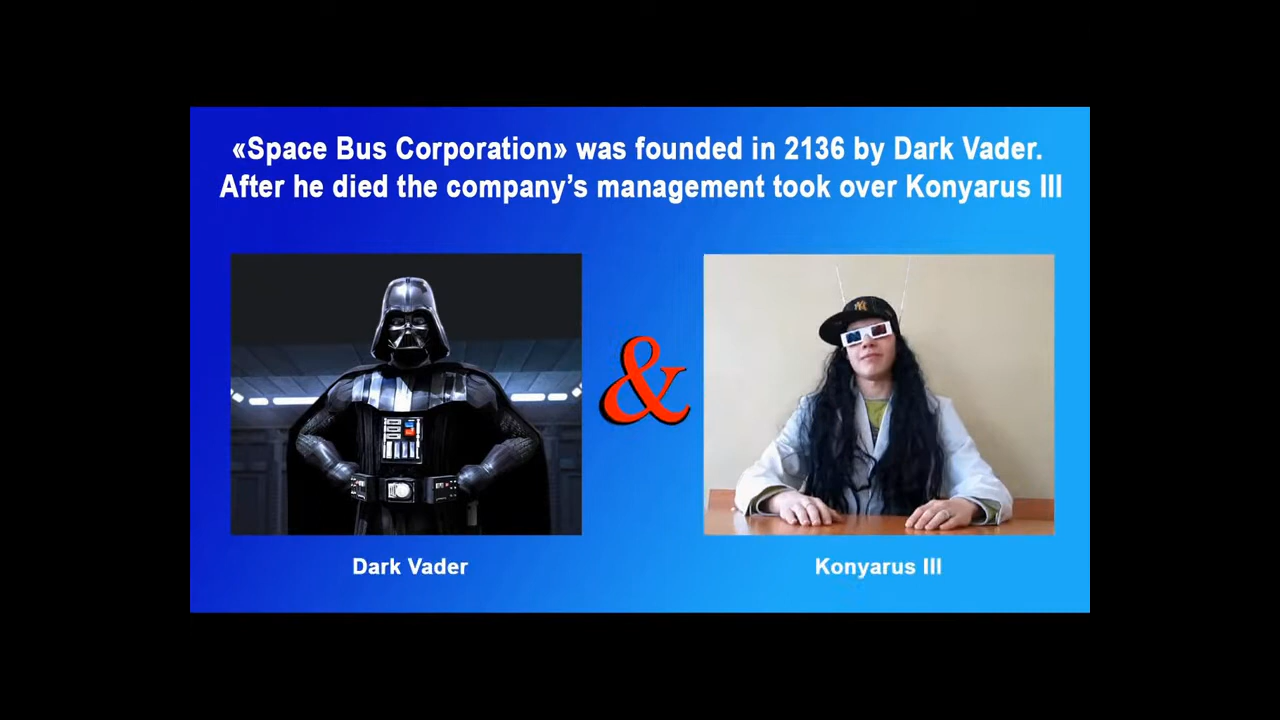 «Space Bus Corporation» was founded in 2136 by Dark Vader.
After he died the company’s management took over Konyarus III
&
Dark Vader
Konyarus III